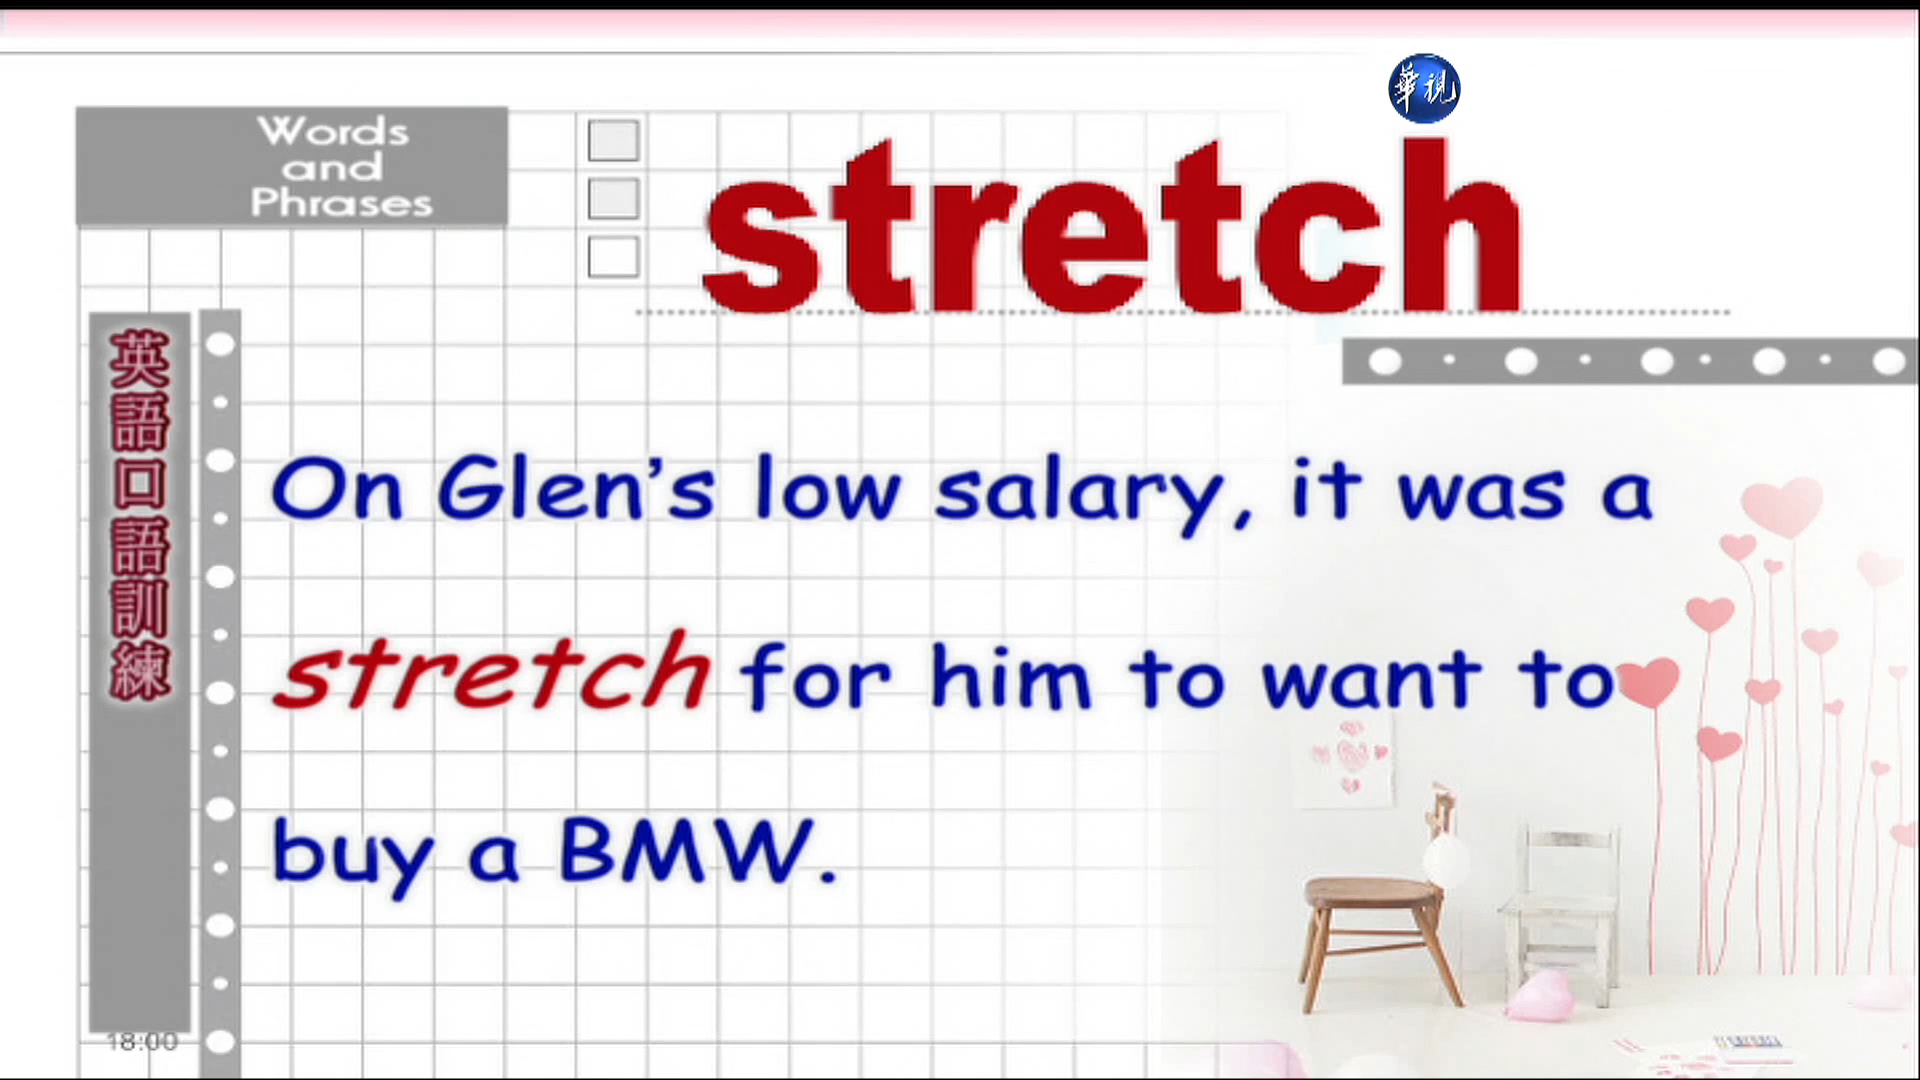 華視
Words
and
Phrases
stretch
英語口語訓練
On Glen's low salary, it was a
stretch for him to want to
buy a BMW.
18:00